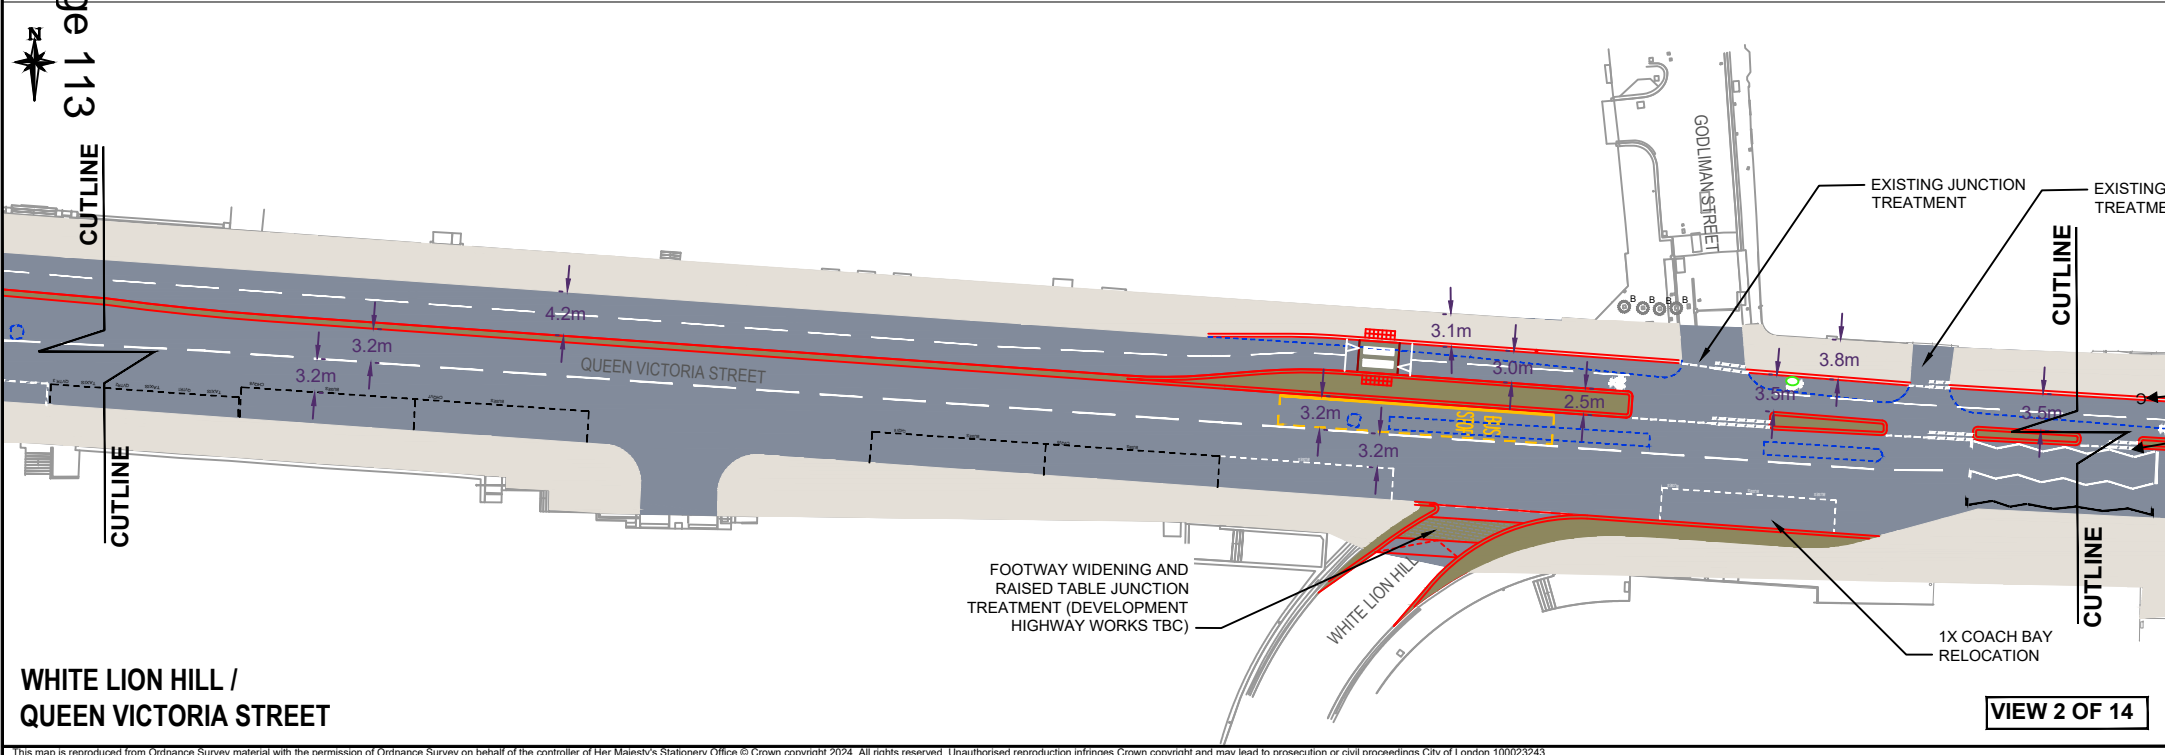 ge 113
N
CUTLINE
CUTLINE
4.2m
3.2m
3.2m
QUEEN VICTORIA STREET
GODLIMAN STREET
B B B B
EXISTING JUNCTION
TREATMENT
EXISTING
TREATME
CUTLINE
CUTLINE
3.1m
3.0m
2.5m
3.2m
3.2m
BUS
STOP
3.8m
3.5m
3.5m
FOOTWAY WIDENING AND
RAISED TABLE JUNCTION
TREATMENT (DEVELOPMENT
HIGHWAY WORKS TBC)
WHITE LION HILL
1X COACH BAY
RELOCATION
WHITE LION HILL /
QUEEN VICTORIA STREET
VIEW 2 OF 14
This map is reproduced from Ordnance Survey material with the permission of Ordnance Survey on behalf of the controller of Her Majesty's Stationery Office © Crown copyright 2024. All rights reserved. Unauthorised reproduction infringes Crown copyright and may lead to prosecution or civil proceedings City of London 100023243